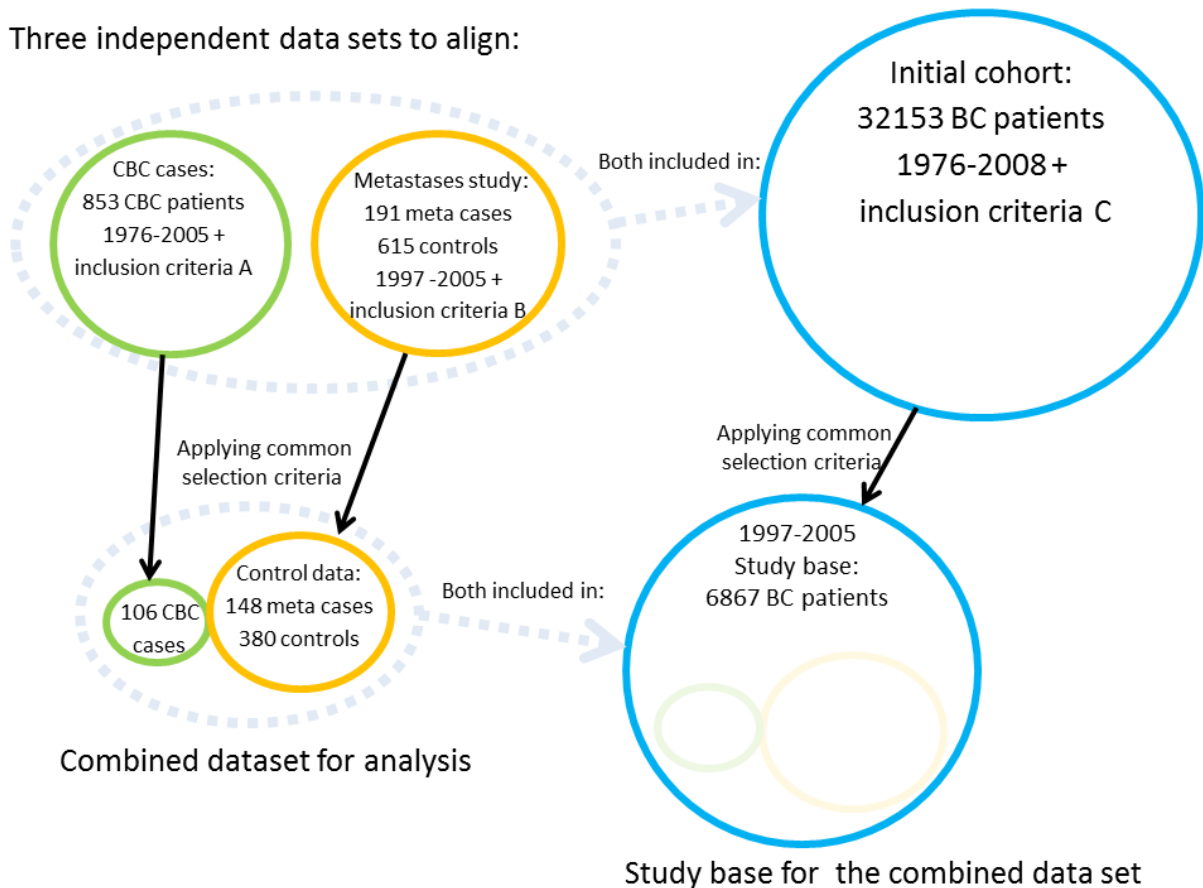 Three independent data sets to align:
CBC cases:
853 CBC patients
1976-2005 +
inclusion criteria A
Metastases study:
191 meta cases
615 controls
1997 -2005 +
inclusion criteria B
Both included in:
Initial cohort:
32153 BC patients
1976-2008 +
inclusion criteria C
Applying common
selection criteria
Applying common
selection criteria
106 CBC
cases
Control data:
148 meta cases
380 controls
Both included in:
1997-2005
Study base:
6867 BC patients
Combined dataset for analysis
Study base for the combined data set